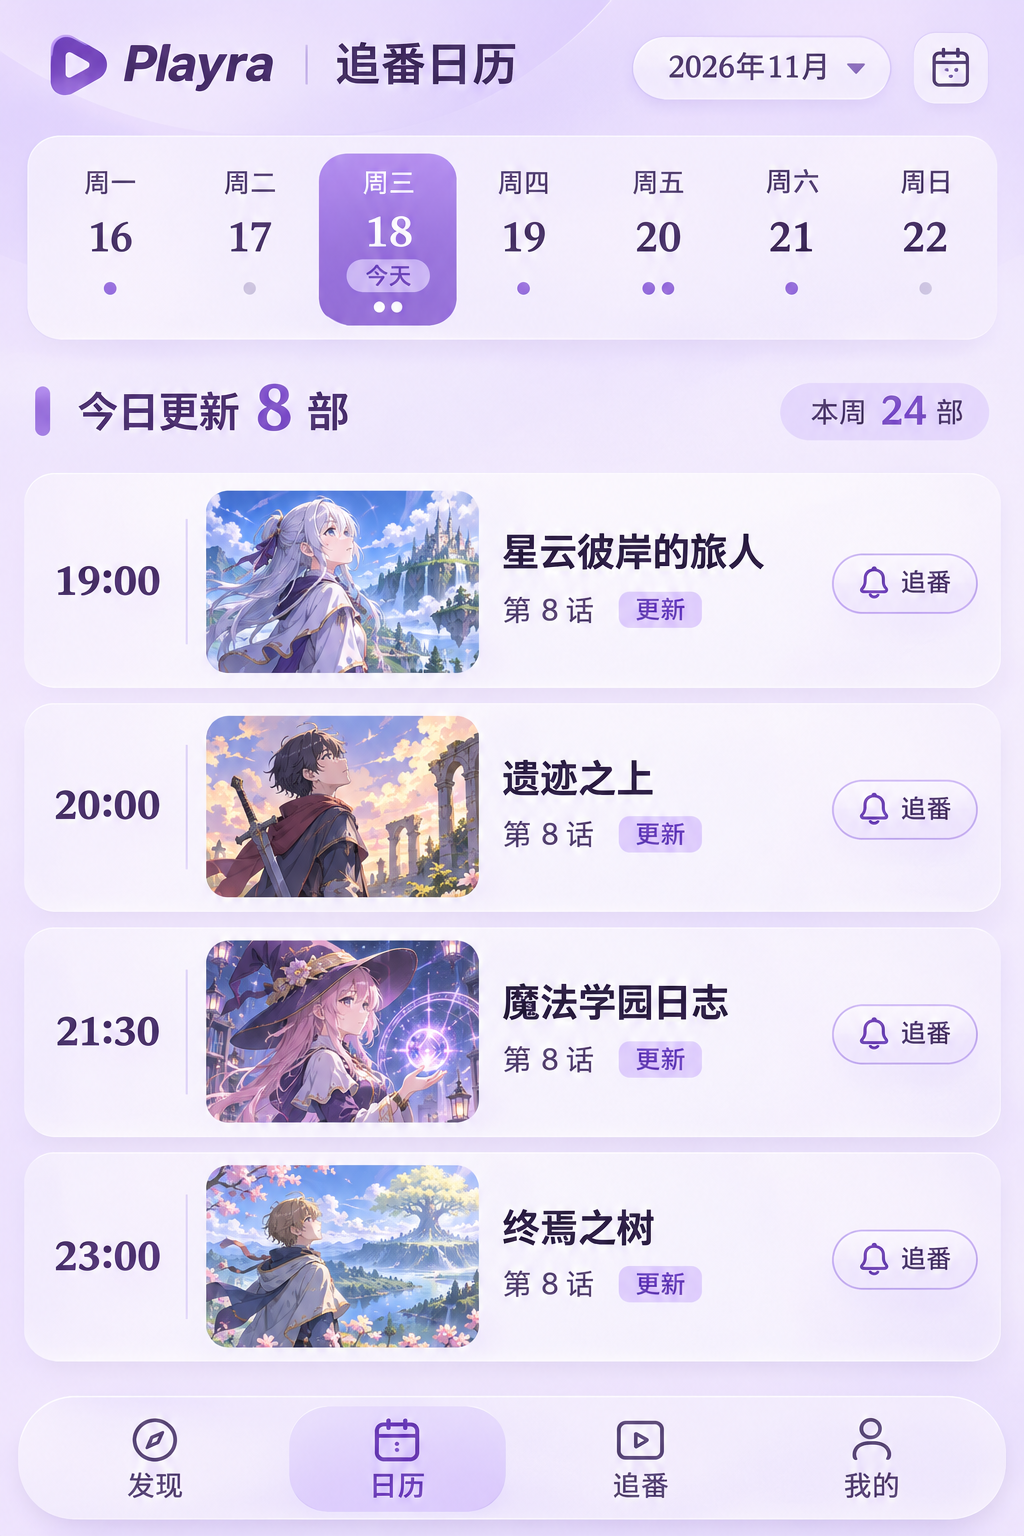 Playra
追番日历
2026年11月
周一 周二 周三 周四 周五 周六 周日
16 17 18 19 20 21 22
今天
今日更新 8 部
本周 24 部
19:00
星云彼岸的旅人
第 8 话 更新
追番
20:00
遗迹之上
第 8 话 更新
追番
21:30
魔法学园日志
第 8 话 更新
追番
23:00
终焉之树
第 8 话 更新
追番
发现 日历 追番 我的